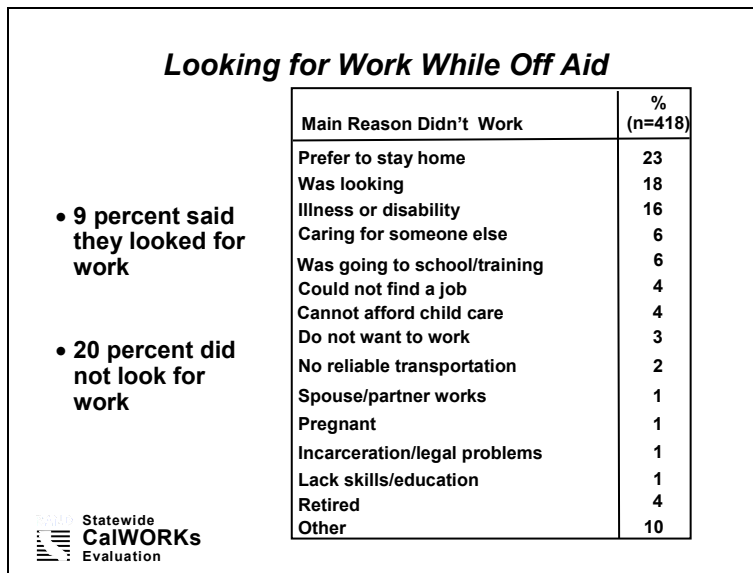 Looking for Work While Off Aid
• 9 percent said
they looked for
work
• 20 percent did
not look for
work
Main Reason Didn't Work % (n=418)
Prefer to stay home 23
Was looking 18
Illness or disability 16
Caring for someone else 6
Was going to school/training 6
Could not find a job 4
Cannot afford child care 4
Do not want to work 3
No reliable transportation 2
Spouse/partner works 1
Pregnant 1
Incarceration/legal problems 1
Lack skills/education 1
Retired 4
Other 10
Statewide
CalWORKs
Evaluation